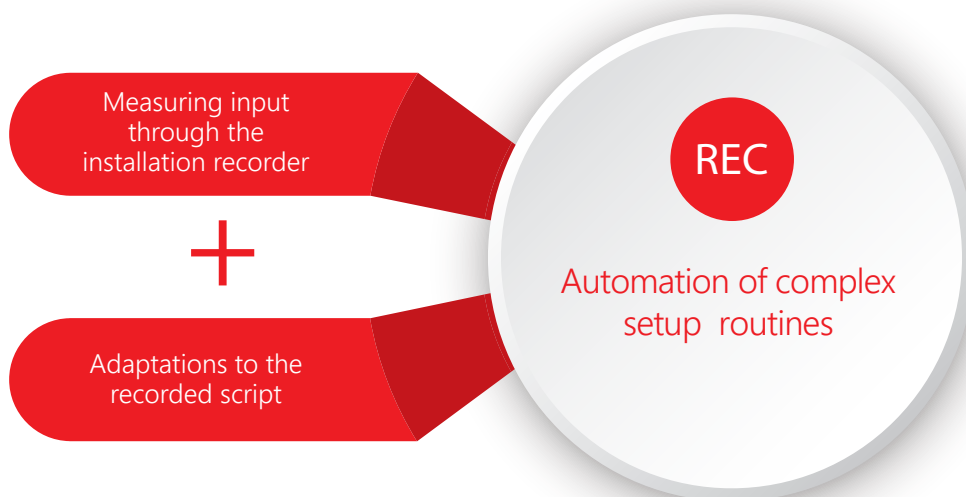 Measuring input
through the
installation recorder
+
Adaptations to the
recorded script
REC
Automation of complex
setup routines